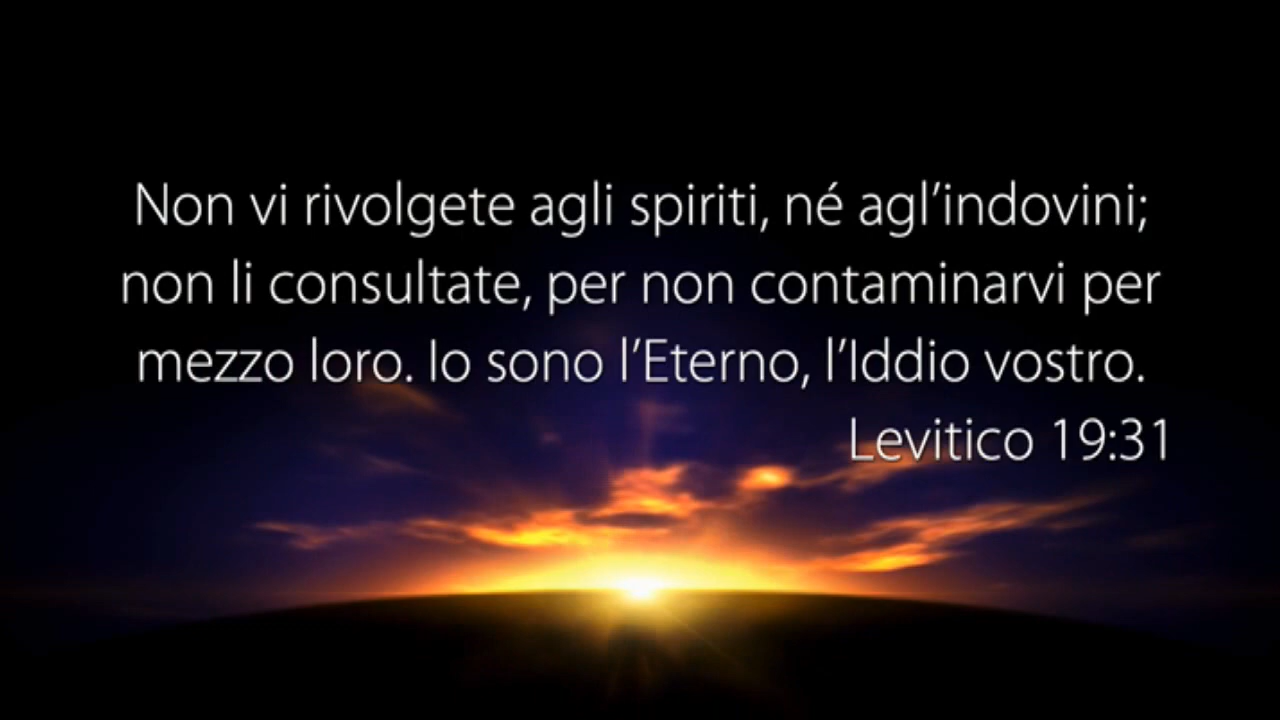 Non vi rivolgete agli spiriti, né agl’indovini;
non li consultate, per non contaminarvi per
mezzo loro. Io sono l’Eterno, l’Iddio vostro.
Levitico 19:31